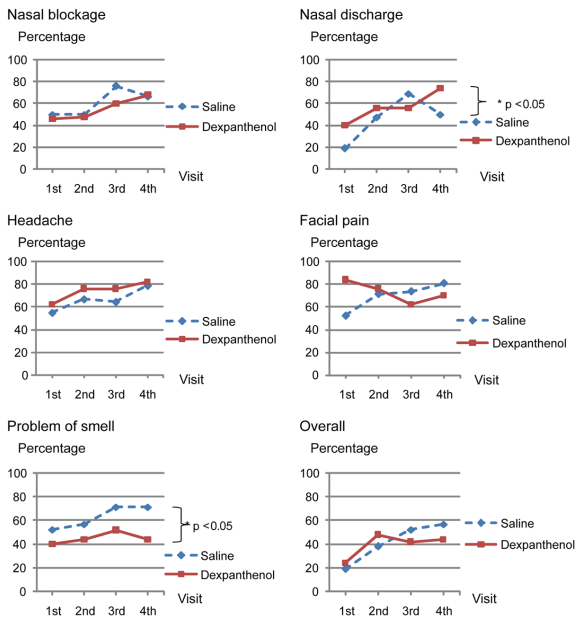 Nasal blockage
Percentage
100
80
60
40
20
0
1st 2nd 3rd 4th
Visit
Saline
Dexpanthenol
Nasal discharge
Percentage
100
80
60
40
20
0
1st 2nd 3rd 4th
Visit
* p <0.05
Saline
Dexpanthenol
Headache
Percentage
100
80
60
40
20
0
1st 2nd 3rd 4th
Visit
Saline
Dexpanthenol
Facial pain
Percentage
100
80
60
40
20
0
1st 2nd 3rd 4th
Visit
Saline
Dexpanthenol
Problem of smell
Percentage
100
80
60
40
20
0
1st 2nd 3rd 4th
Visit
* p <0.05
Saline
Dexpanthenol
Overall
Percentage
100
80
60
40
20
0
1st 2nd 3rd 4th
Visit
Saline
Dexpanthenol